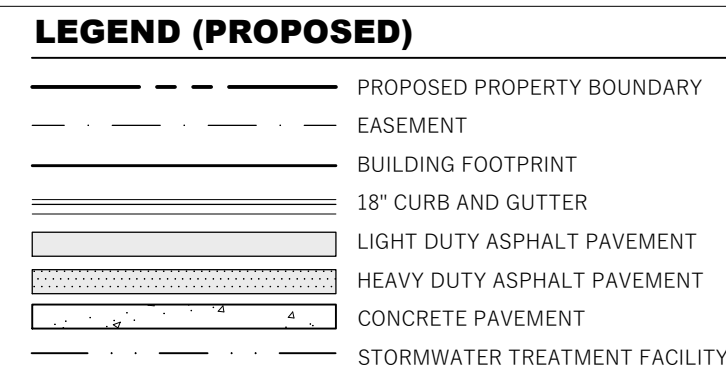 LEGEND (PROPOSED)
PROPOSED PROPERTY BOUNDARY
EASEMENT
BUILDING FOOTPRINT
18" CURB AND GUTTER
LIGHT DUTY ASPHALT PAVEMENT
HEAVY DUTY ASPHALT PAVEMENT
CONCRETE PAVEMENT
STORMWATER TREATMENT FACILITY